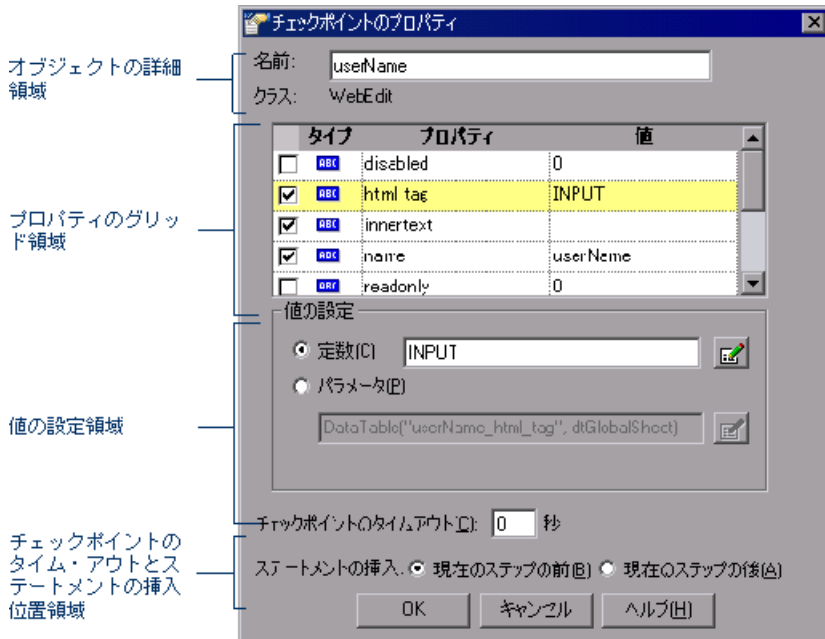 チェックポイントのプロパティ
オブジェクトの詳細
領域
名前:
userName
クラス:
WebEdit
プロパティのグリッ
ド領域
タイプ プロパティ 値
ABC disabled 0
ABC html tag INPUT
ABC innertext
ABC name userName
ABC readonly 0
値の設定領域
値の設定
定数(C) INPUT
パラメータ(P)
DataTable("userName_html_tag", dtGlobalSheet)
チェックポイントの
タイム・アウトとス
テートメントの挿入
位置領域
チェックポイントのタイムアウト(C): 0 秒
ステートメントの挿入: 現在のステップの前(B) 現在のステップの後(A)
OK キャンセル ヘルプ(H)